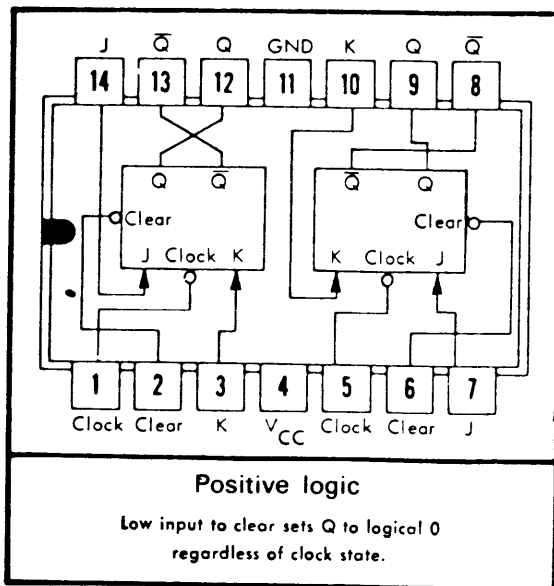 J Q̅ Q GND K Q Q̅
14 13 12 11 10 9 8
Q Q̅ Q̅ Q
Clear Clear
J Clock K K Clock J
1 2 3 4 5 6 7
Clock Clear K VCC Clock Clear J
Positive logic
Low input to clear sets Q to logical 0
regardless of clock state.